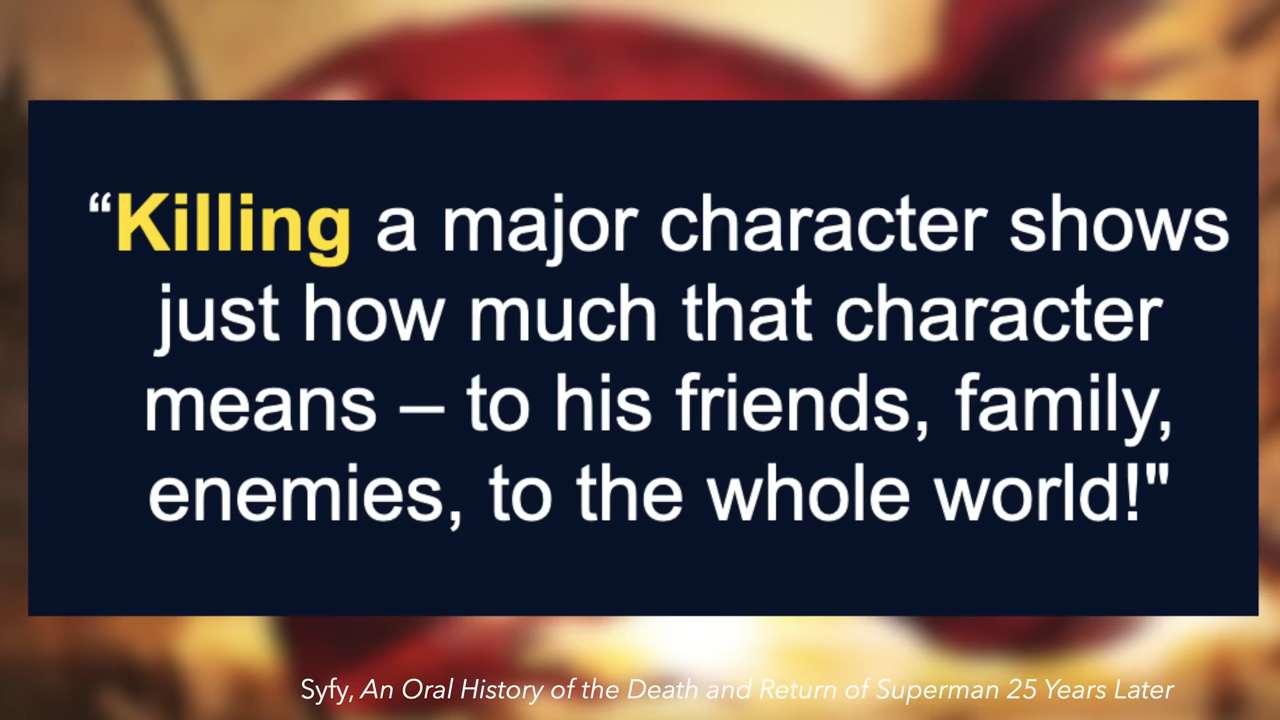 “Killing a major character shows
just how much that character
means – to his friends, family,
enemies, to the whole world!"
Syfy, An Oral History of the Death and Return of Superman 25 Years Later